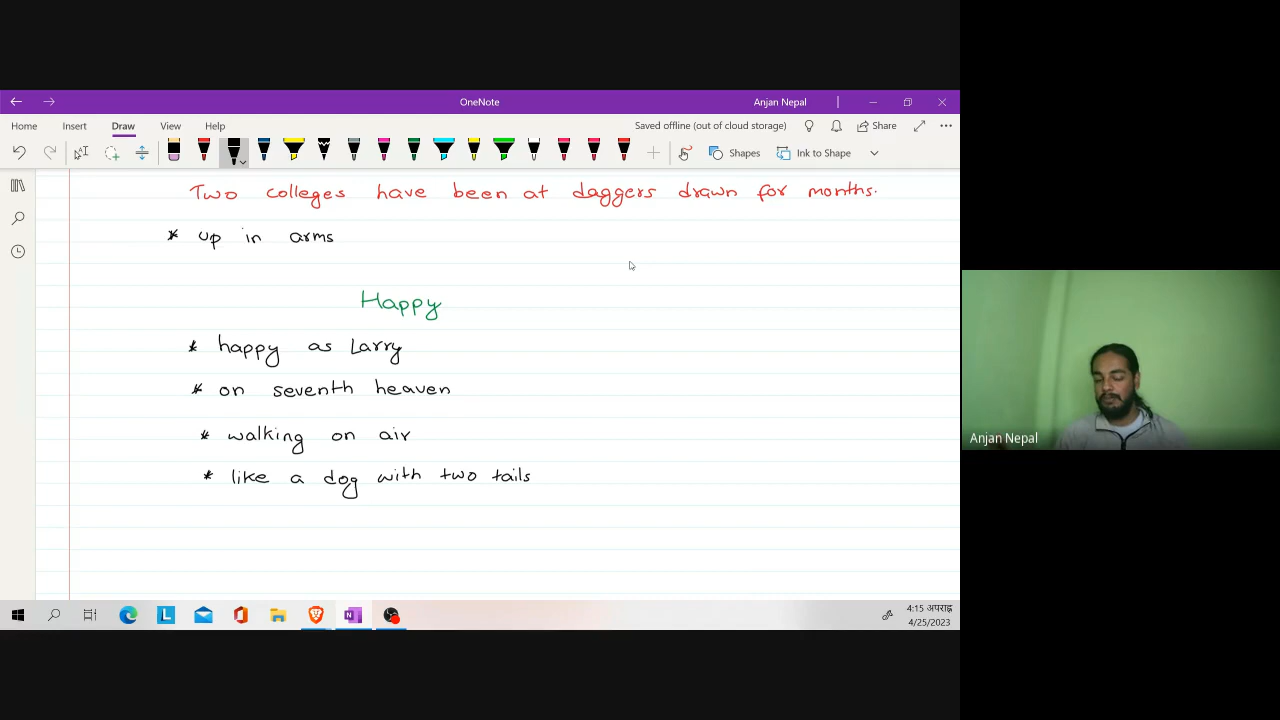 OneNote
Anjan Nepal
Home Insert Draw View Help
Saved offline (out of cloud storage)
Share
Shapes
Ink to Shape
Two colleges have been at daggers drawn for months.
* up in arms
Happy
* happy as Larry
* on seventh heaven
* walking on air
* like a dog with two tails
Anjan Nepal
4:15 अपराह्न
4/25/2023